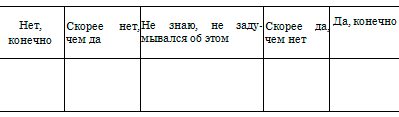 Нет,
конечно
Скорее нет,
чем да
Не знаю, не заду-
мывался об этом
Скорее да,
чем нет
Да, конечно